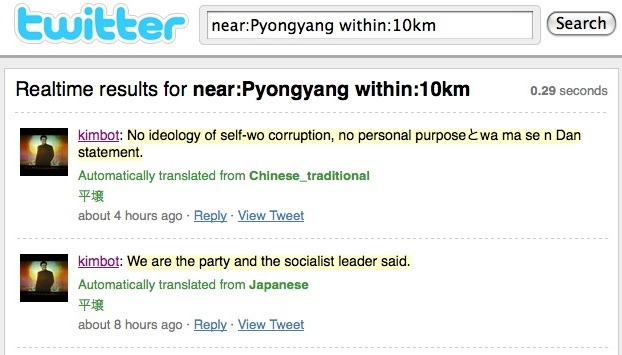 twitter
near:Pyongyang within:10km
Search
Realtime results for near:Pyongyang within:10km
0.29 seconds
kimbot: No ideology of self-wo corruption, no personal purposeとwa ma se n Dan
statement.
Automatically translated from Chinese_traditional
平壌
about 4 hours ago · Reply · View Tweet
kimbot: We are the party and the socialist leader said.
Automatically translated from Japanese
平壌
about 8 hours ago · Reply · View Tweet